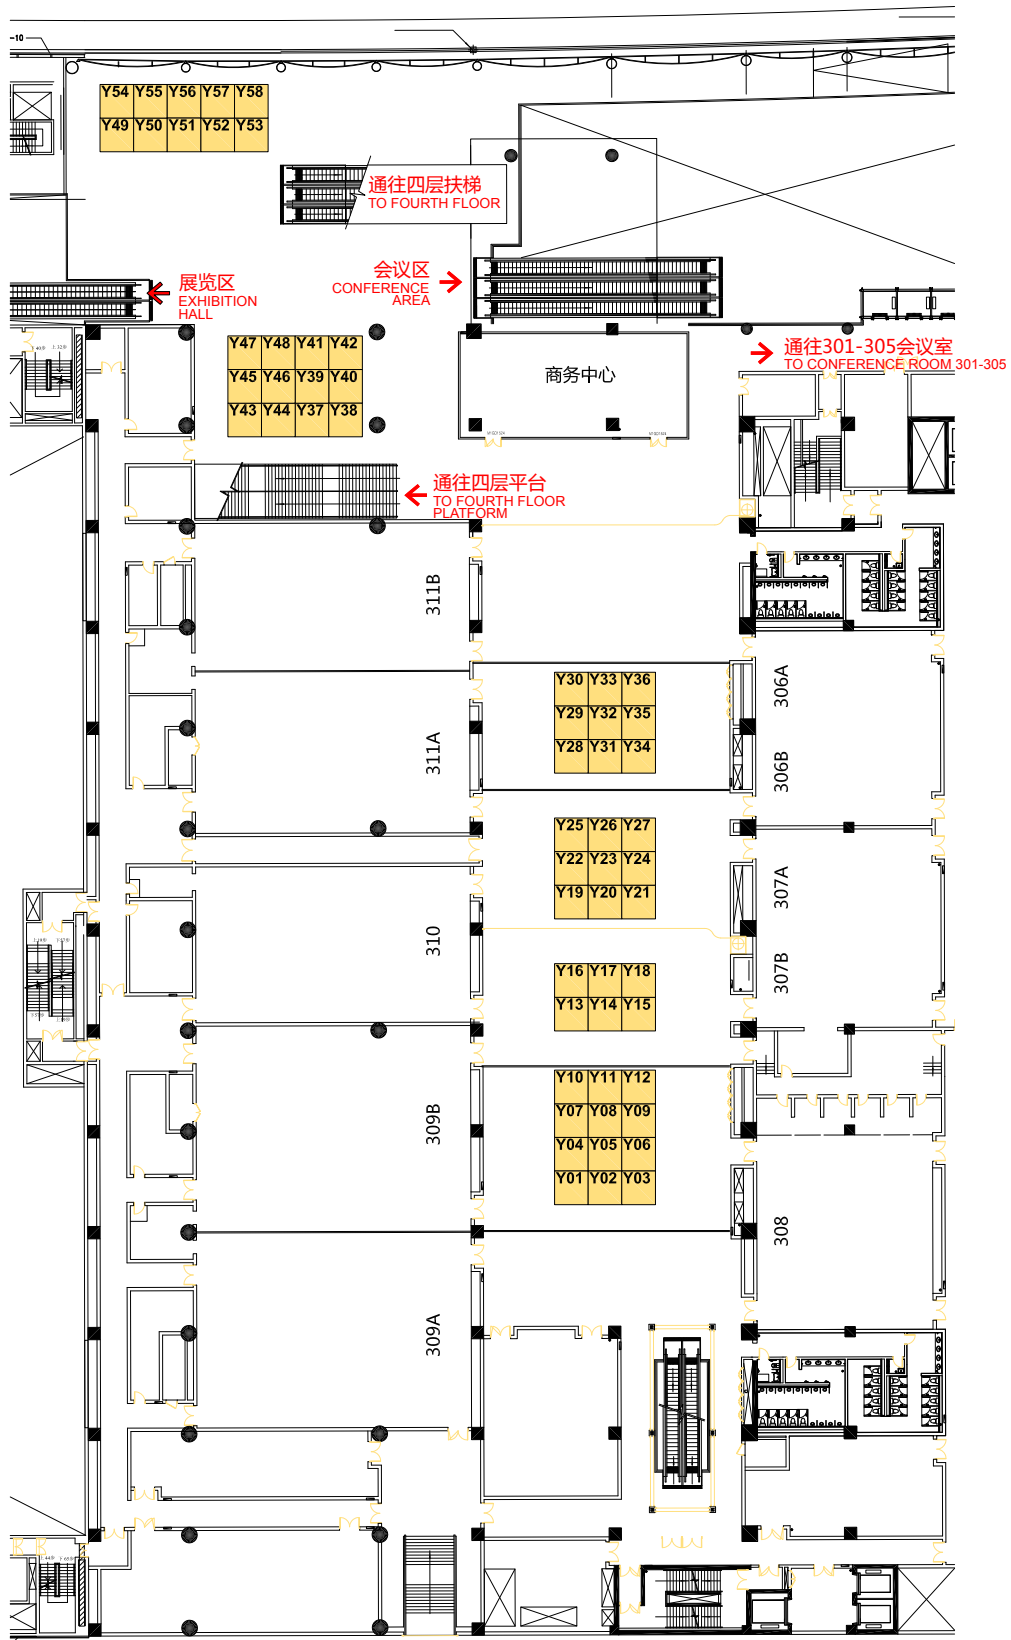 -10
Y54 Y55 Y56 Y57 Y58
Y49 Y50 Y51 Y52 Y53
通往四层扶梯
TO FOURTH FLOOR
会议区
CONFERENCE
AREA
展览区
EXHIBITION
HALL
通往301-305会议室
TO CONFERENCE ROOM 301-305
Y47 Y48 Y41 Y42
Y45 Y46 Y39 Y40
Y43 Y44 Y37 Y38
商务中心
通往四层平台
TO FOURTH FLOOR
PLATFORM
311B
306A
Y30 Y33 Y36
Y29 Y32 Y35
Y28 Y31 Y34
311A
306B
Y25 Y26 Y27
Y22 Y23 Y24
Y19 Y20 Y21
307A
310
307B
Y16 Y17 Y18
Y13 Y14 Y15
Y10 Y11 Y12
Y07 Y08 Y09
Y04 Y05 Y06
Y01 Y02 Y03
309B
308
309A